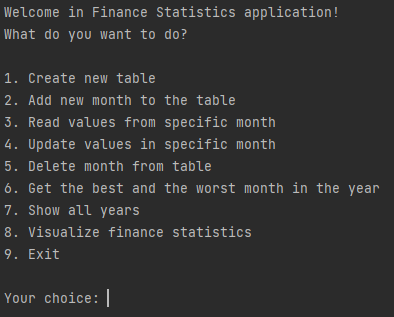 Welcome in Finance Statistics application!
What do you want to do?
1. Create new table
2. Add new month to the table
3. Read values from specific month
4. Update values in specific month
5. Delete month from table
6. Get the best and the worst month in the year
7. Show all years
8. Visualize finance statistics
9. Exit
Your choice: